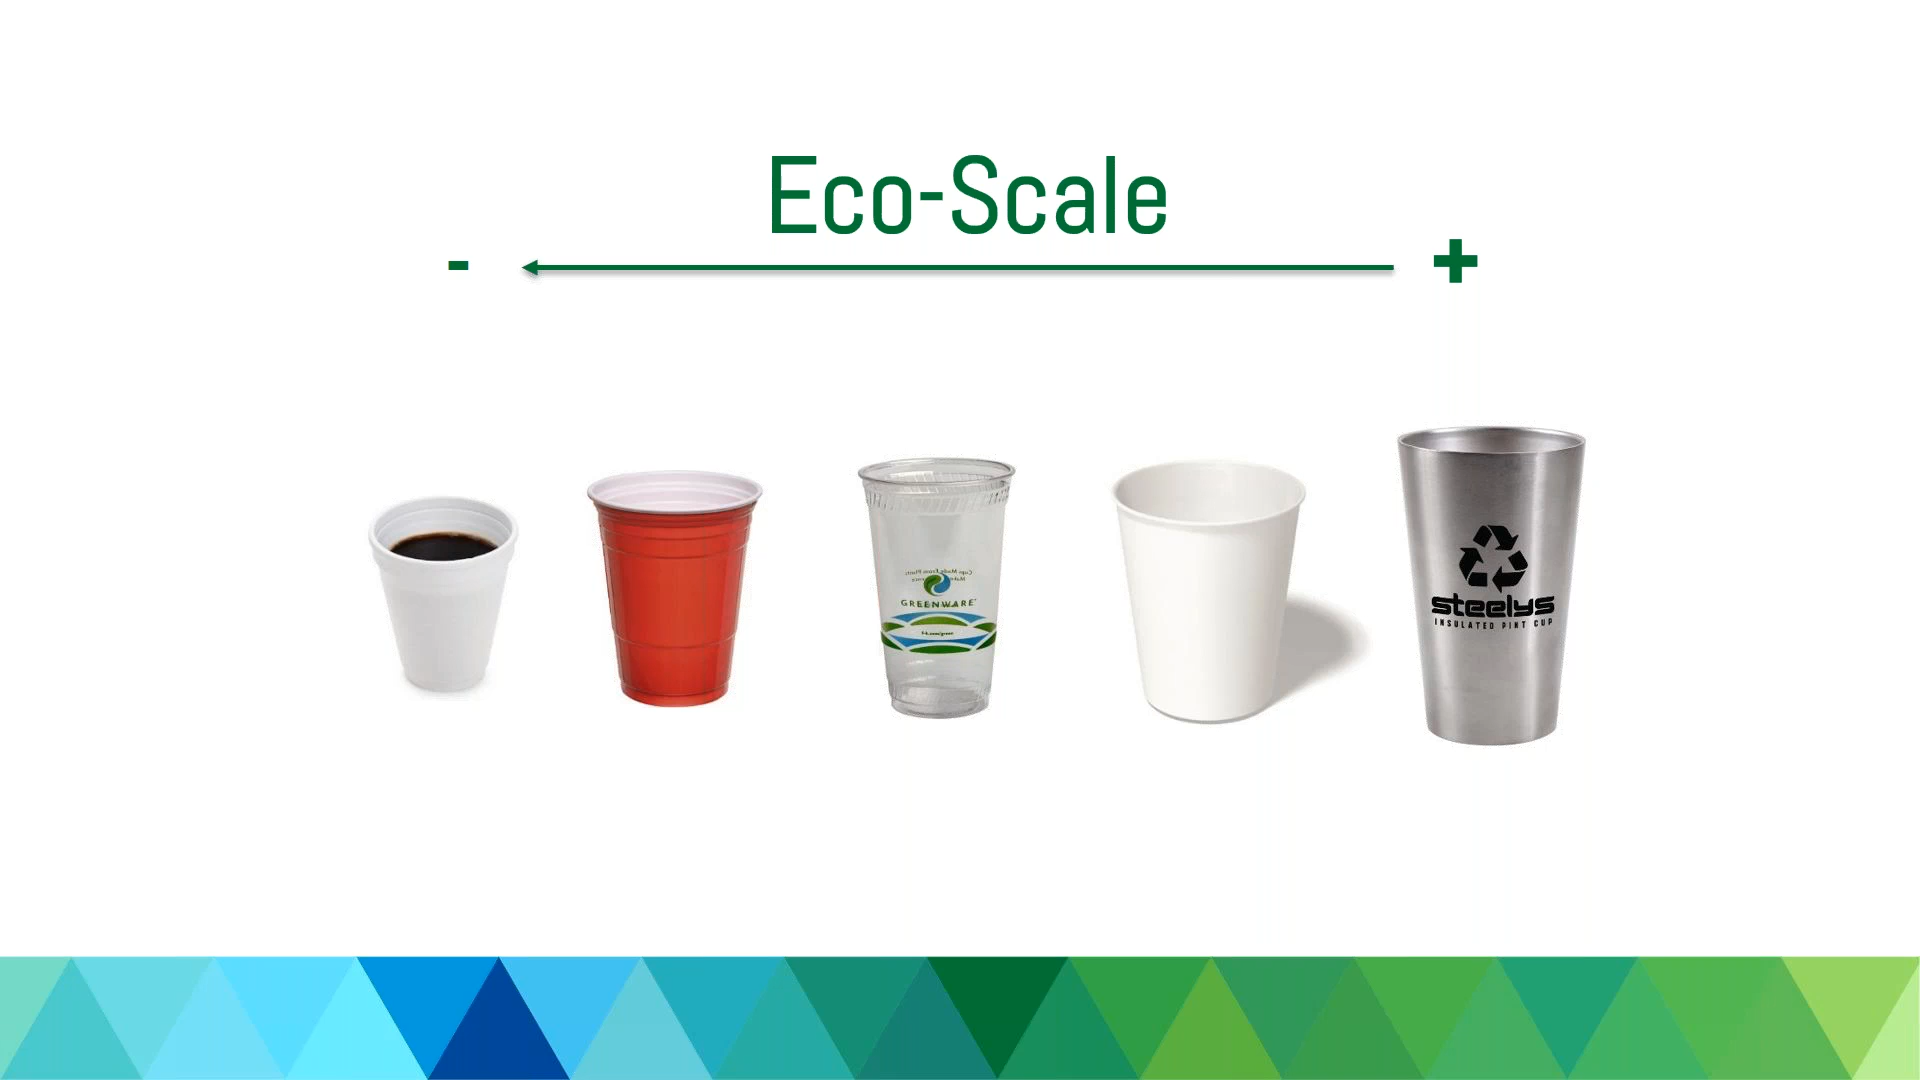 Eco-Scale
- +
GREENWARE
steelys
INSULATED PINT CUP